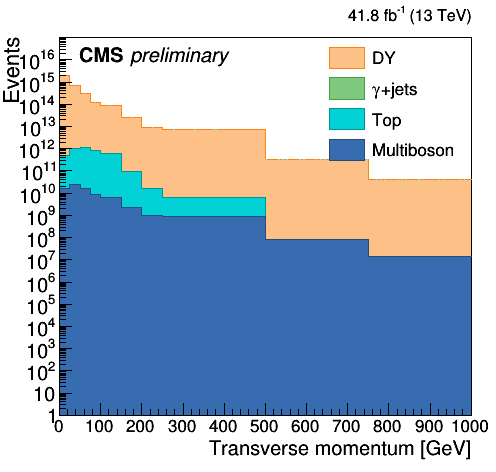 41.8 fb⁻¹ (13 TeV)
CMS preliminary
Events
DY
γ+jets
Top
Multiboson
10¹⁶
10¹⁵
10¹⁴
10¹³
10¹²
10¹¹
10¹⁰
10⁹
10⁸
10⁷
10⁶
10⁵
10⁴
10³
10²
10
1
0 100 200 300 400 500 600 700 800 900 1000
Transverse momentum [GeV]